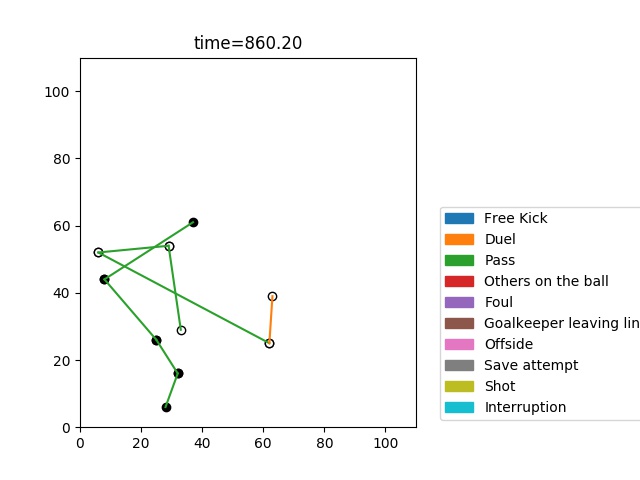 time=860.20
100
80
60
40
20
0
0 20 40 60 80 100
Free Kick
Duel
Pass
Others on the ball
Foul
Goalkeeper leaving lin
Offside
Save attempt
Shot
Interruption